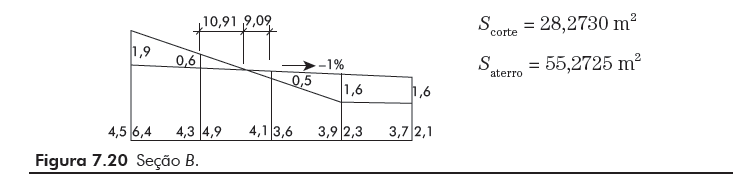 10,91 9,09
S corte = 28,2730 m²
1,9
0,6
–1%
S aterro = 55,2725 m²
0,5
1,6
1,6
4,5 6,4 4,3 4,9 4,1 3,6 3,9 2,3 3,7 2,1
Figura 7.20 Seção B.